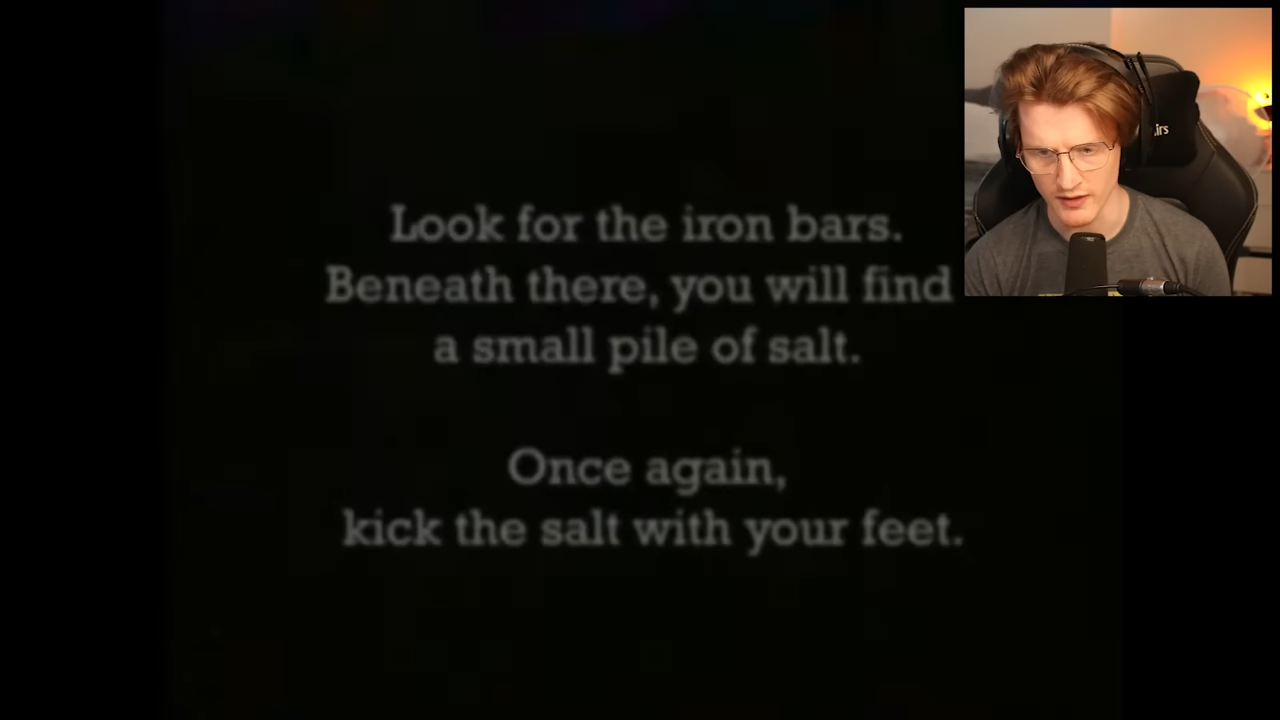 Look for the iron bars.
Beneath there, you will find
a small pile of salt.
Once again,
kick the salt with your feet.